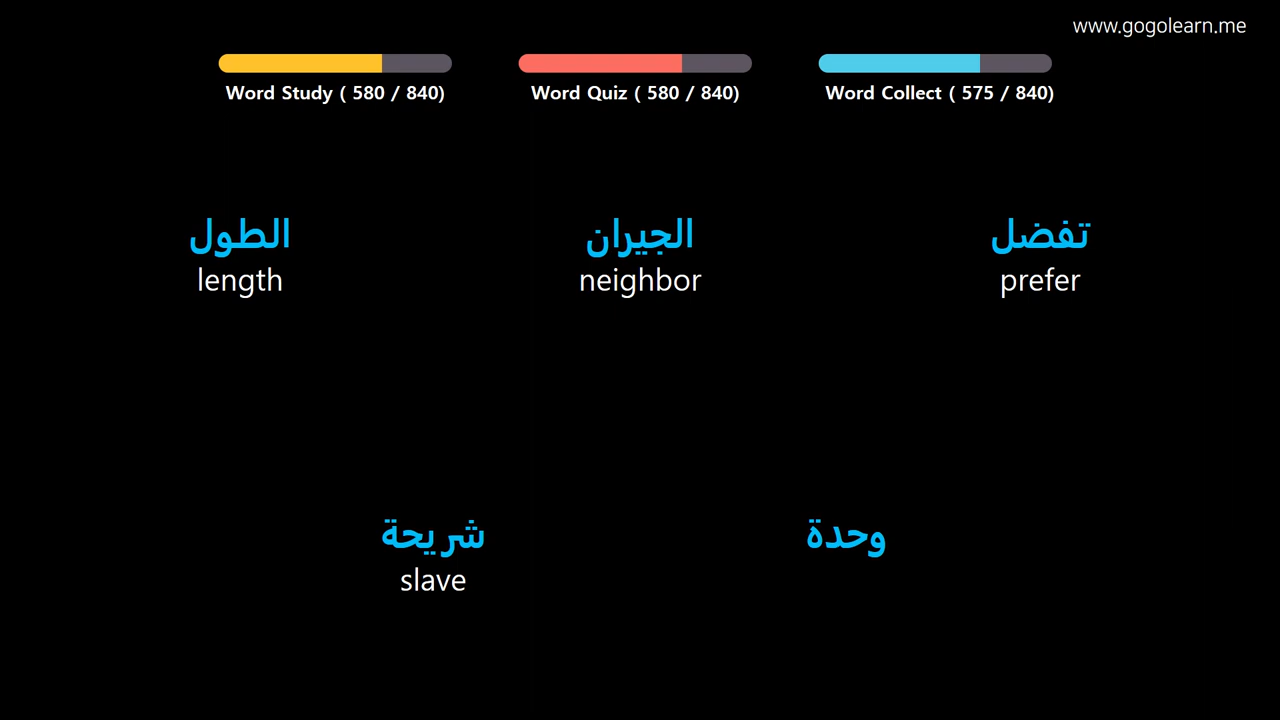 www.gogolearn.me
Word Study ( 580 / 840)
Word Quiz ( 580 / 840)
Word Collect ( 575 / 840)
الطول
length
الجيران
neighbor
تفضل
prefer
شريحة
slave
وحدة